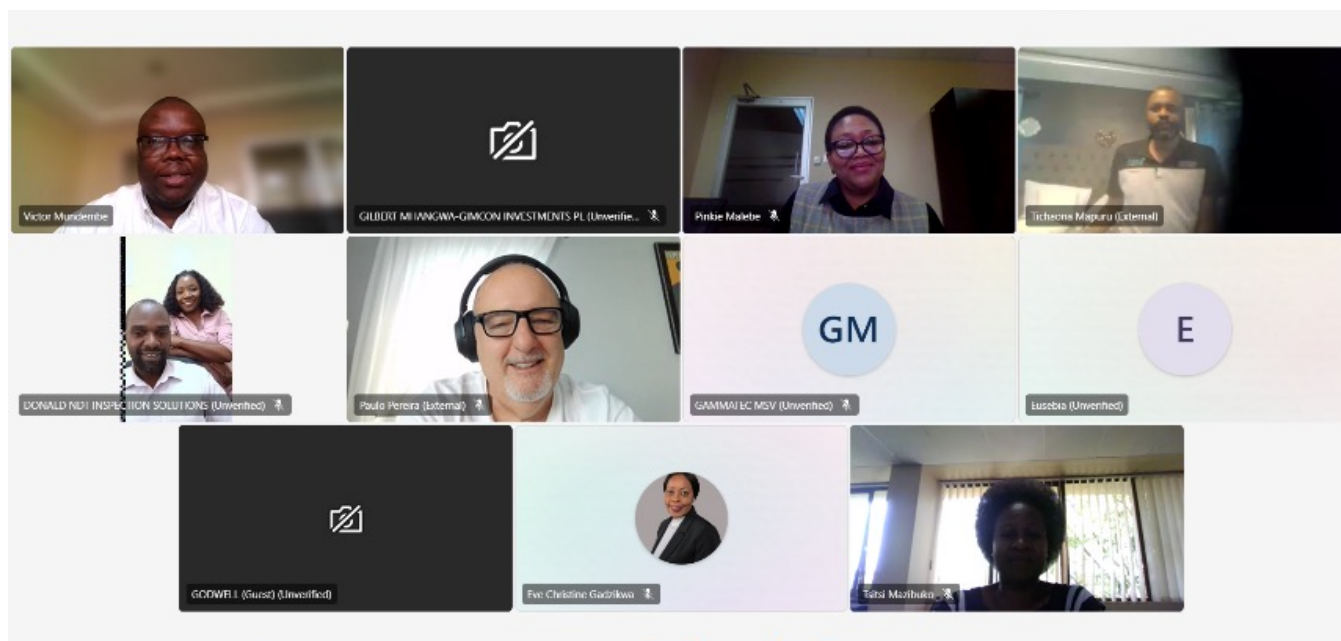 Victor Mundembe
GILBERT MHANGWA-GIMCON INVESTMENTS PL (Unverifie...
Pinkie Malebe
Tichaona Mapuru (External)
DONALD NDT INSPECTION SOLUTIONS (Unverified)
Paulo Pereira (External)
GM
GAMMATEC MSV (Unverified)
E
Eusebia (Unverified)
GODWELL (Guest) (Unverified)
Eve Christine Gadzikwa
Tsitsi Mazibuko